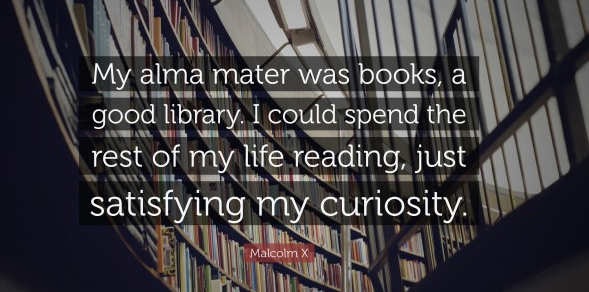 My alma mater was books, a
good library. I could spend the
rest of my life reading, just
satisfying my curiosity.
Malcolm X